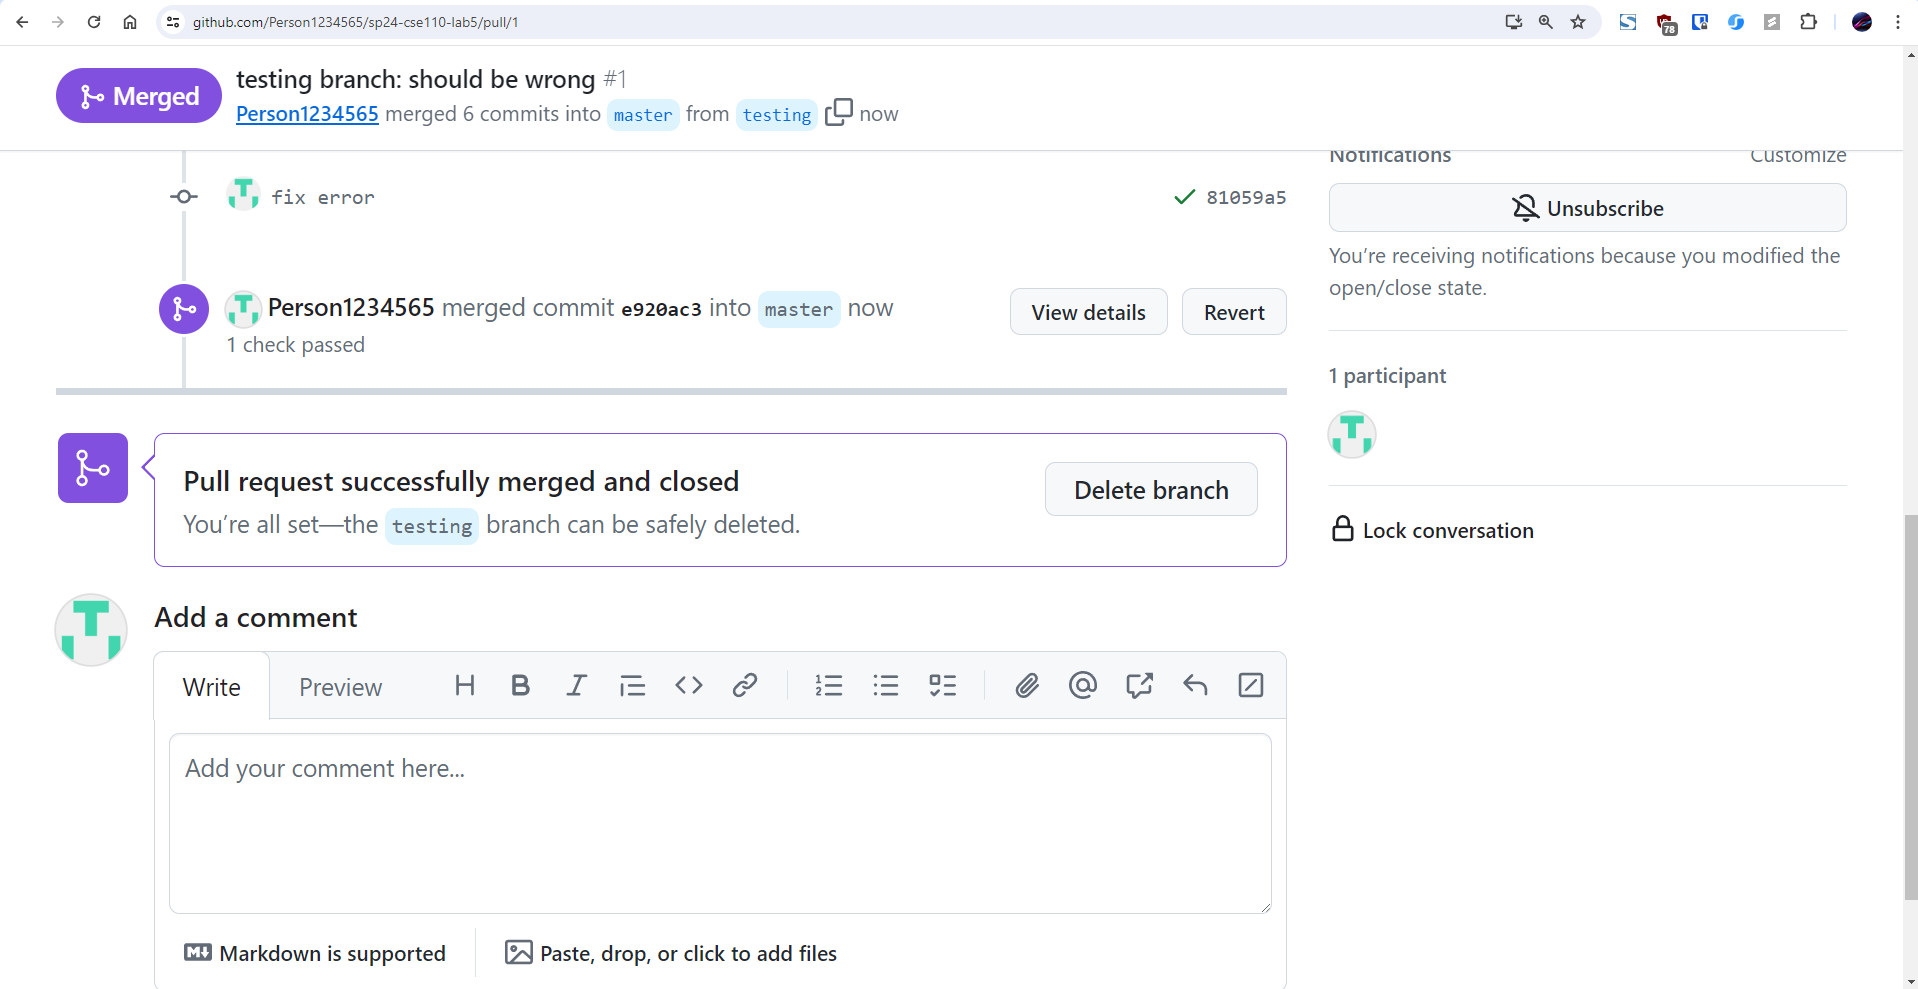 github.com/Person1234565/sp24-cse110-lab5/pull/1
78
Merged
testing branch: should be wrong #1
Person1234565 merged 6 commits into master from testing now
fix error
81059a5
Person1234565 merged commit e920ac3 into master now
View details
Revert
1 check passed
Pull request successfully merged and closed
You’re all set—the testing branch can be safely deleted.
Delete branch
Add a comment
Write
Preview
Add your comment here...
Markdown is supported
Paste, drop, or click to add files
Notifications
Customize
Unsubscribe
You’re receiving notifications because you modified the
open/close state.
1 participant
Lock conversation